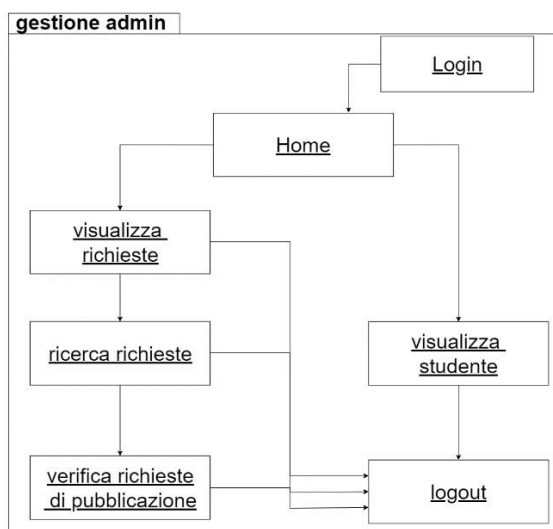 gestione admin
Login
Home
visualizza
richieste
ricerca richieste
visualizza
studente
verifica richieste
di pubblicazione
logout